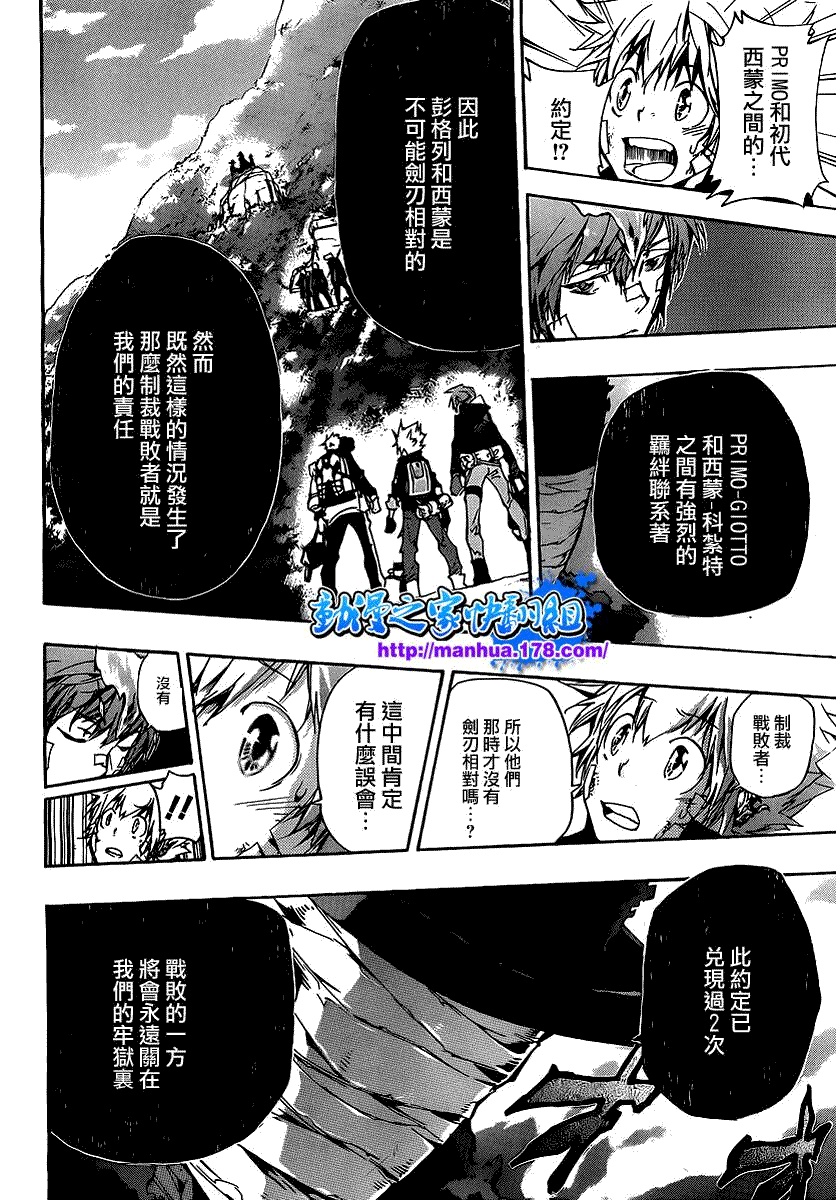 PRIMO和初代
西蒙之間的…
約定!?
PRIMO-GIOTTO
和西蒙-科紮特
之間有強烈的
羈絆聯系著
因此
彭格列和西蒙是
不可能劍刃相對的
然而
既然這樣的情況發生了
那麼制裁戰敗者就是
我們的責任
動漫之家快翻組
http://manhua.178.com/
制裁
戰敗者…
所以他們
那時才沒有
劍刃相對嗎…?
這中間肯定
有什麼誤會…
沒有
!!
此約定已
兌現過2次
戰敗的一方
將會永遠關在
我們的牢獄裏